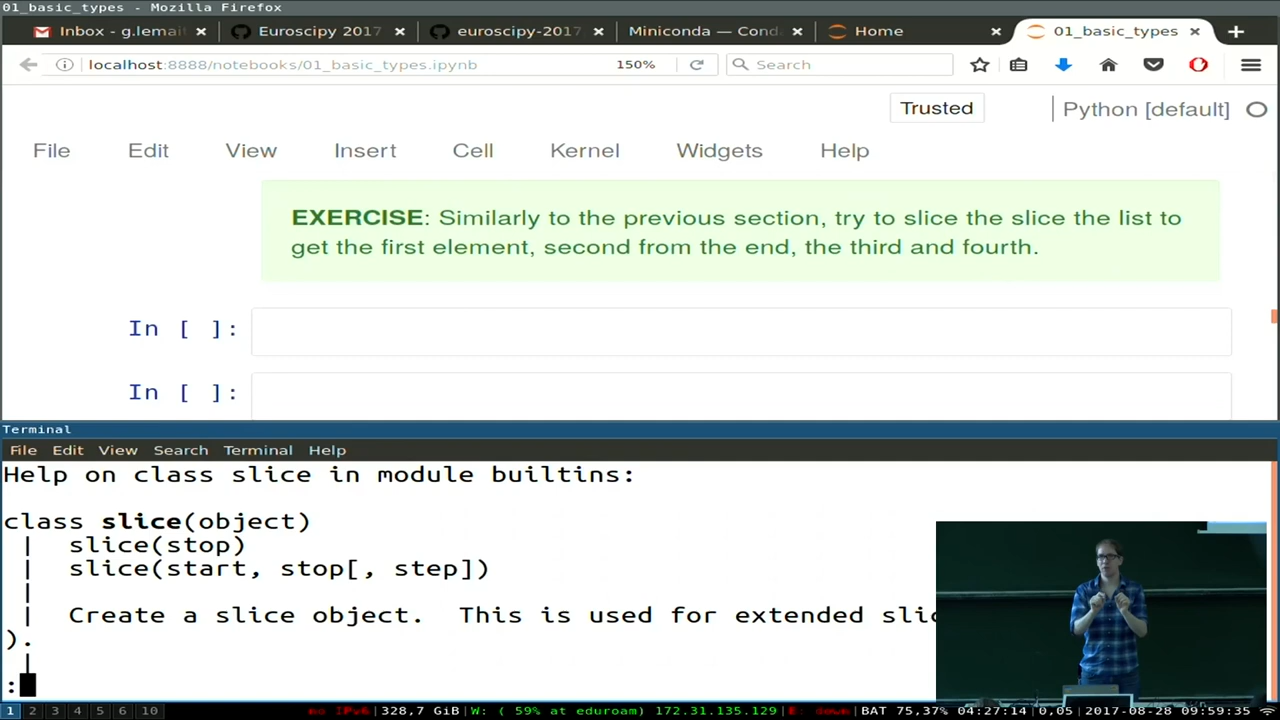 01_basic_types - Mozilla Firefox
Inbox - g.lemait
Euroscipy 2017
euroscipy-2017
Miniconda — Cond
Home
01_basic_types
localhost:8888/notebooks/01_basic_types.ipynb
150%
Search
Trusted
Python [default]
File Edit View Insert Cell Kernel Widgets Help
EXERCISE: Similarly to the previous section, try to slice the slice the list to
get the first element, second from the end, the third and fourth.
In [ ]:
In [ ]:
Terminal
File Edit View Search Terminal Help
Help on class slice in module builtins:
class slice(object)
| slice(stop)
| slice(start, stop[, step])
|
| Create a slice object. This is used for extended slic
).
|
:
1 2 3 4 5 6 10
no IPv6|328,7 GiB|W: ( 59% at eduroam) 172.31.135.129|E: down|BAT 75,37% 04:27:14|0,05|2017-08-28 09:59:35